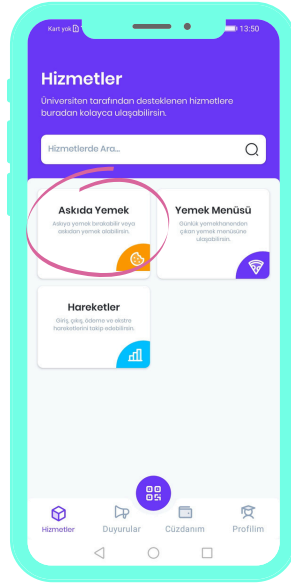 Kart yok
13:50
Hizmetler
Üniversiten tarafından desteklenen hizmetlere
buradan kolayca ulaşabilirsin.
Hizmetlerde Ara...
Askıda Yemek
Askıya yemek bırakabilir veya
askıdan yemek alabilirsin.
Yemek Menüsü
Günlük yemekhanenden
çıkan yemek menüsüne
ulaşabilirsin.
Hareketler
Giriş, çıkış, ödeme ve ekstre
hareketlerini takip edebilirsin.
Hizmetler
Duyurular
Cüzdanım
Profilim